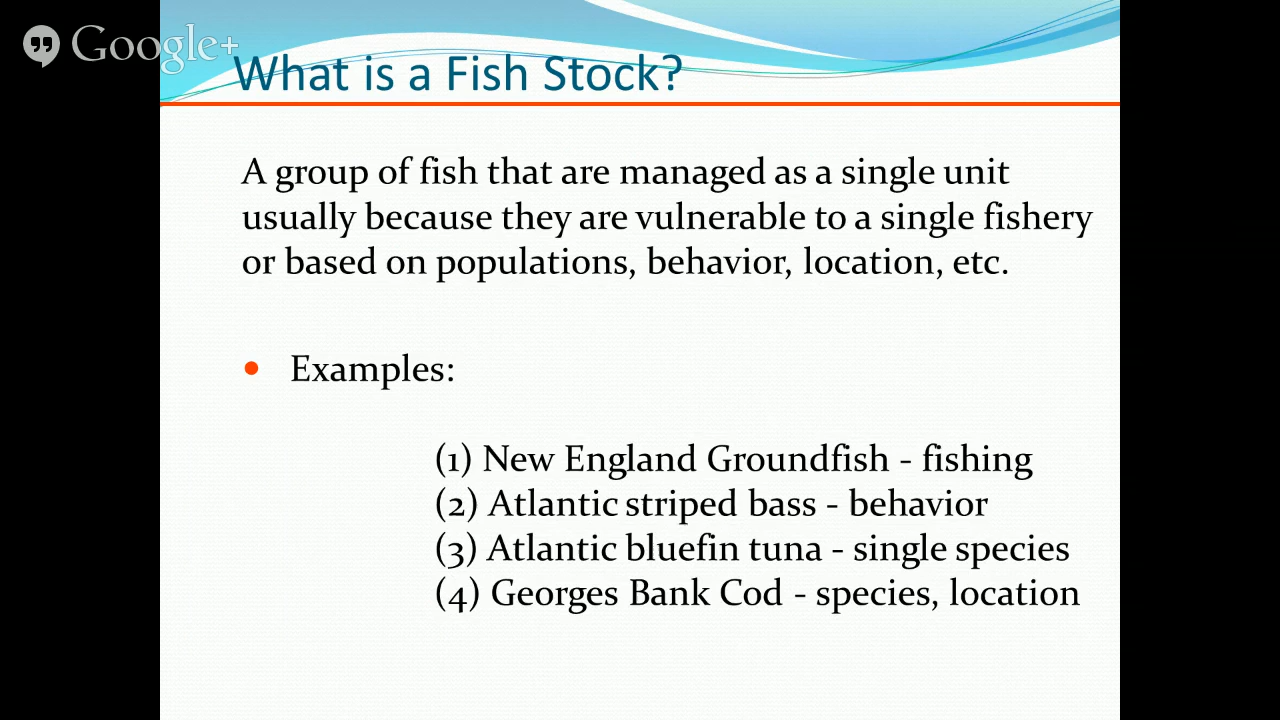 Google+
What is a Fish Stock?
A group of fish that are managed as a single unit
usually because they are vulnerable to a single fishery
or based on populations, behavior, location, etc.
• Examples:
(1) New England Groundfish - fishing
(2) Atlantic striped bass - behavior
(3) Atlantic bluefin tuna - single species
(4) Georges Bank Cod - species, location